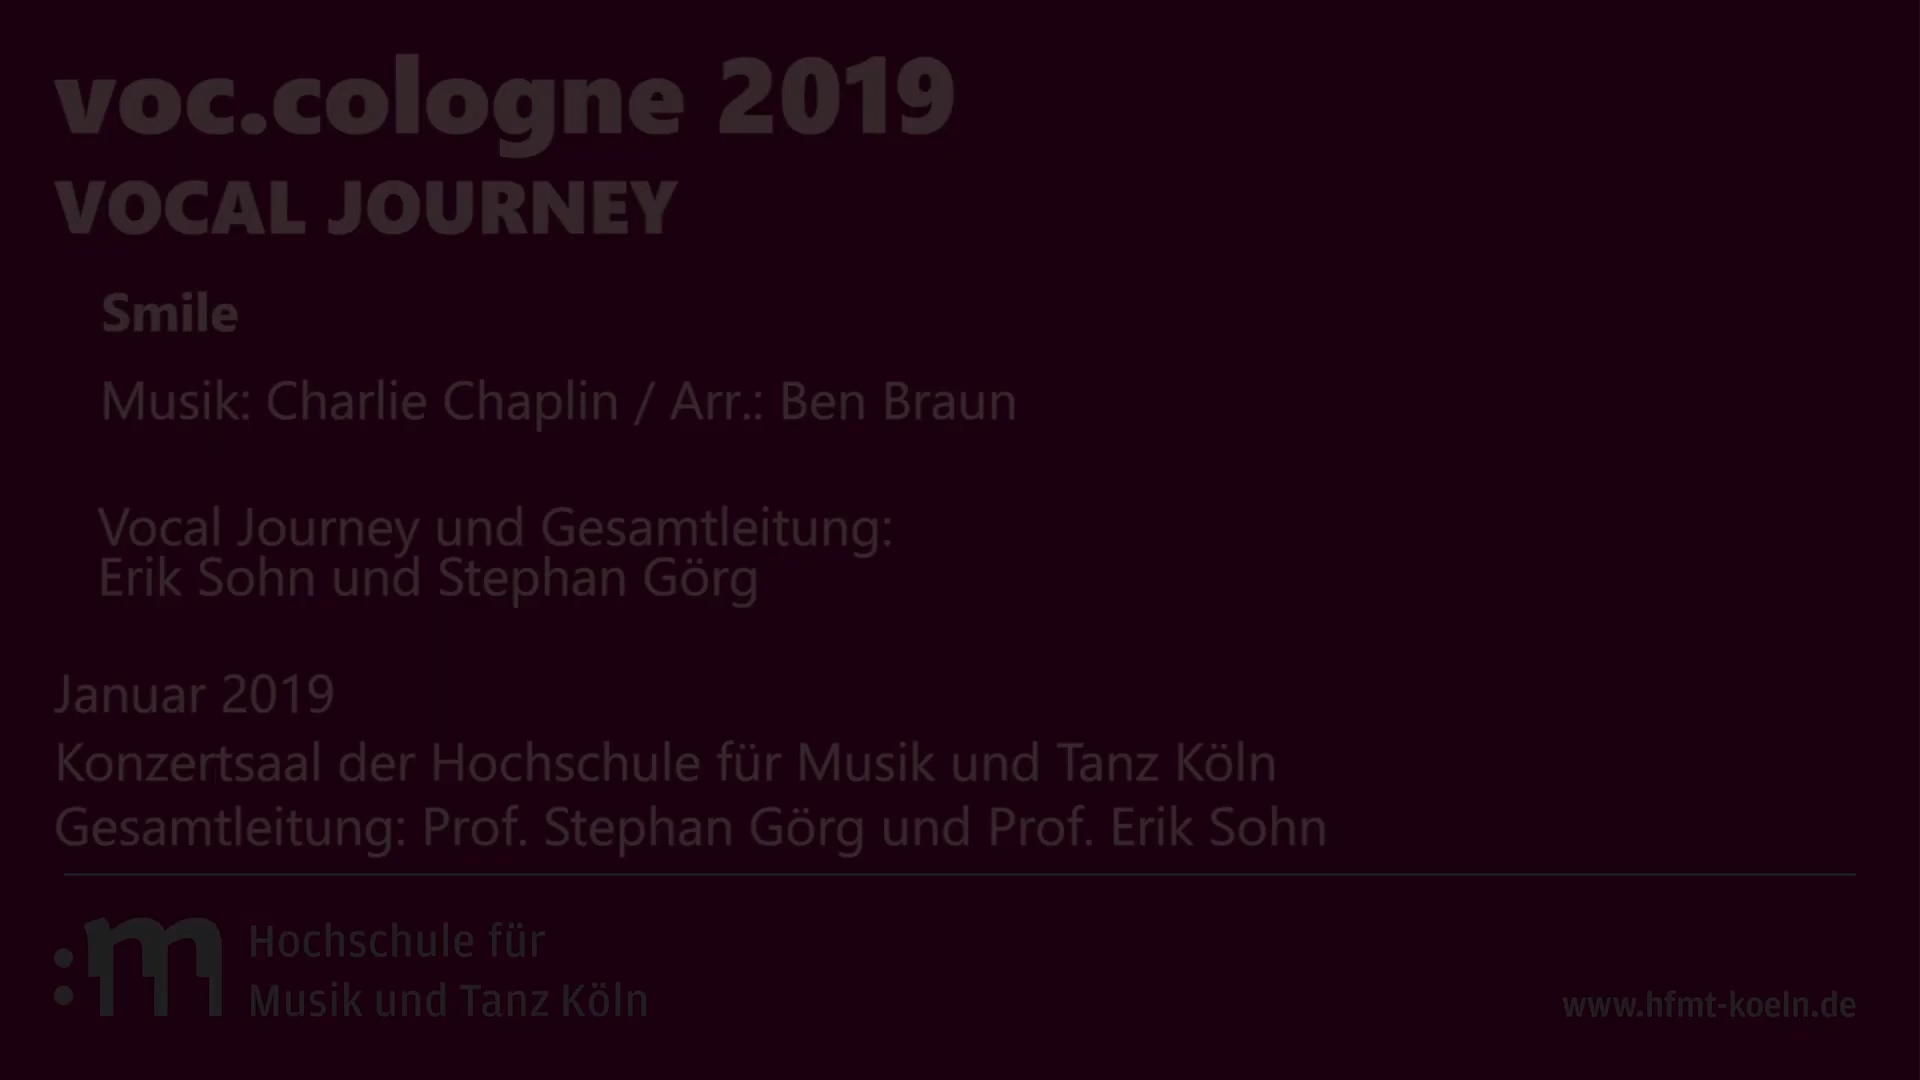 voc.cologne 2019
VOCAL JOURNEY
Smile
Musik: Charlie Chaplin / Arr.: Ben Braun
Vocal Journey und Gesamtleitung:
Erik Sohn und Stephan Görg
Januar 2019
Konzertsaal der Hochschule für Musik und Tanz Köln
Gesamtleitung: Prof. Stephan Görg und Prof. Erik Sohn
:m
Hochschule für
Musik und Tanz Köln
www.hfmt-koeln.de